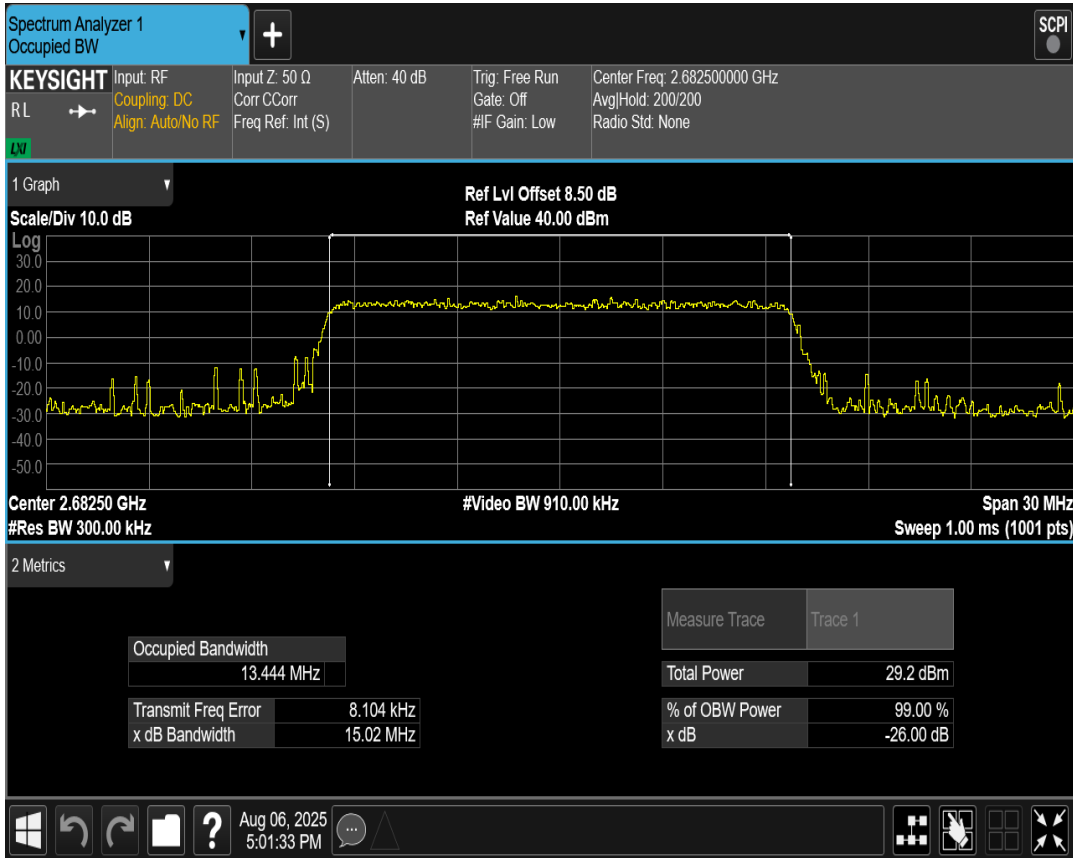 Spectrum Analyzer 1
Occupied BW
▼
+
SCPI
KEYSIGHT
RL
LXI
Input: RF
Coupling: DC
Align: Auto/No RF
Input Z: 50 Ω
Corr CCorr
Freq Ref: Int (S)
Atten: 40 dB
Trig: Free Run
Gate: Off
#IF Gain: Low
Center Freq: 2.682500000 GHz
Avg|Hold: 200/200
Radio Std: None
1 Graph ▼
Scale/Div 10.0 dB
Ref Lvl Offset 8.50 dB
Ref Value 40.00 dBm
Log
30.0
20.0
10.0
0.00
-10.0
-20.0
-30.0
-40.0
-50.0
Center 2.68250 GHz
#Res BW 300.00 kHz
#Video BW 910.00 kHz
Span 30 MHz
Sweep 1.00 ms (1001 pts)
2 Metrics ▼
Occupied Bandwidth
13.444 MHz
Transmit Freq Error 8.104 kHz
x dB Bandwidth 15.02 MHz
Measure Trace Trace 1
Total Power 29.2 dBm
% of OBW Power 99.00 %
x dB -26.00 dB
?
Aug 06, 2025
5:01:33 PM
...